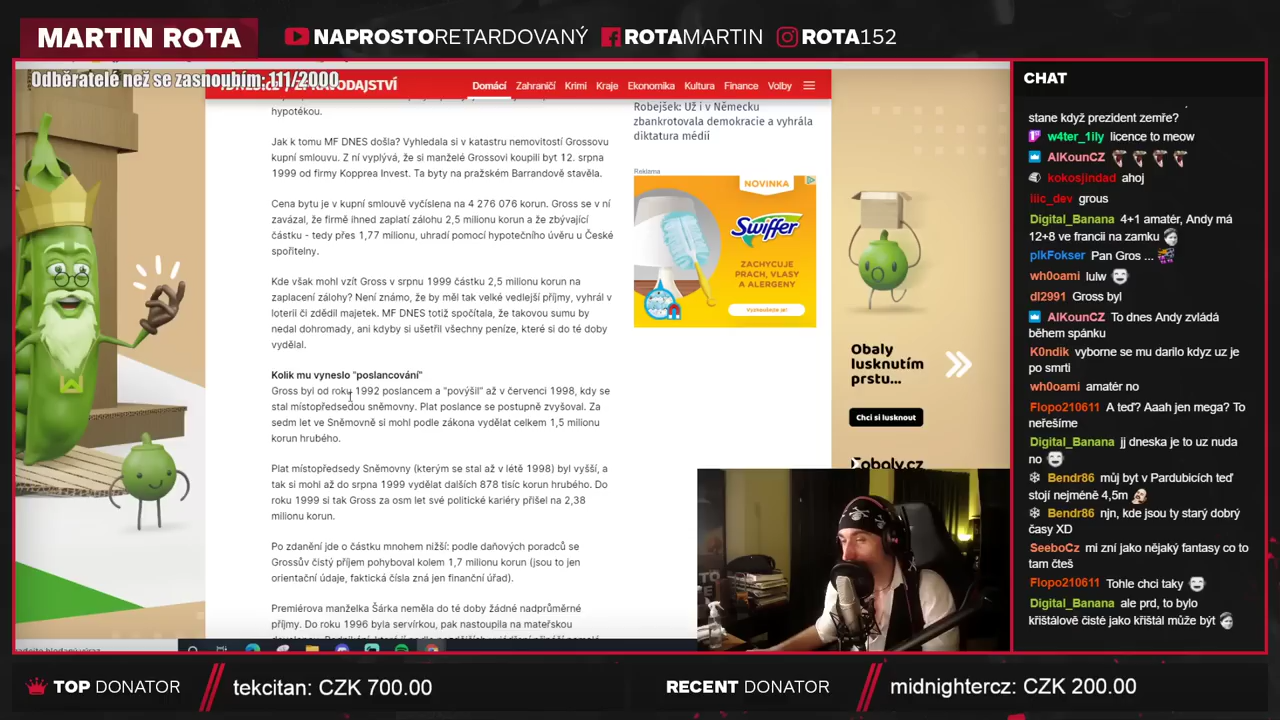 MARTIN ROTA
NAPROSTORETARDOVANÝ
ROTAMARTIN
ROTA152
Odběratelé než se zasnoubím: 111/2000
Domácí Zahraničí Krimi Kraje Ekonomika Kultura Finance Volby
hypotékou.
Jak k tomu MF DNES došla? Vyhledala si v katastru nemovitostí Grossovu
kupní smlouvu. Z ní vyplývá, že si manželé Grossovi koupili byt 12. srpna
1999 od firmy Kopprea Invest. Ta byty na pražském Barrandově stavěla.
Cena bytu je v kupní smlouvě vyčíslena na 4 276 076 korun. Gross se v ní
zavázal, že firmě ihned zaplatí zálohu 2,5 milionu korun a že zbývající
částku - tedy přes 1,77 milionu, uhradí pomocí hypotečního úvěru u České
spořitelny.
Kde však mohl vzít Gross v srpnu 1999 částku 2,5 milionu korun na
zaplacení zálohy? Není známo, že by měl tak velké vedlejší příjmy, vyhrál v
loterii či zdědil majetek. MF DNES totiž spočítala, že takovou sumu by
nedal dohromady, ani kdyby si ušetřil všechny peníze, které si do té doby
vydělal.
Kolik mu vyneslo "poslancování"
Gross byl od roku 1992 poslancem a "povýšil" až v červenci 1998, kdy se
stal místopředsedou sněmovny. Plat poslance se postupně zvyšoval. Za
sedm let ve Sněmovně si mohl podle zákona vydělat celkem 1,5 milionu
korun hrubého.
Plat místopředsedy Sněmovny (kterým se stal až v létě 1998) byl vyšší, a
tak si mohl až do srpna 1999 vydělat dalších 878 tisíc korun hrubého. Do
roku 1999 si tak Gross za osm let své politické kariéry přišel na 2,38
milionu korun.
Po zdanění jde o částku mnohem nižší: podle daňových poradců se
Grossův čistý příjem pohyboval kolem 1,7 milionu korun (jsou to jen
orientační údaje, faktická čísla zná jen finanční úřad).
Premiérova manželka Šárka neměla do té doby žádné nadprůměrné
příjmy. Do roku 1996 byla servírkou, pak nastoupila na mateřskou
Robejšek: Už i v Německu
zbankrotovala demokracie a vyhrála
diktatura médií
Reklama
NOVINKA
Swiffer
ZACHYCUJE
PRACH, VLASY
A ALERGENY
Vyzkoušejte ji!
Obaly
lusknutím
prstu...
Chci si lusknout
obaly.cz
CHAT
stane když prezident zemře?
w4ter_1ily licence to meow
AlKounCZ
kokosjindad ahoj
liic_dev grous
Digital_Banana 4+1 amatér, Andy má
12+8 ve francii na zamku
pikFokser Pan Gros ...
wh0oami lulw
dl2991 Gross byl
AlKounCZ To dnes Andy zvládá
během spánku
K0ndik vyborne se mu darilo kdyz uz je
po smrti
wh0oami amatér no
Flopo210611 A teď? Aaah jen mega? To
neřešíme
Digital_Banana jj dneska je to uz nuda
no
Bendr86 můj byt v Pardubicích teď
stojí nejméně 4,5m
Bendr86 njn, kde jsou ty starý dobrý
časy XD
SeeboCz mi zní jako nějaký fantasy co to
tam čteš
Flopo210611 Tohle chci taky
Digital_Banana ale prd, to bylo
křišťálově čisté jako křišťál může být
TOP DONATOR
tekcitan: CZK 700.00
RECENT DONATOR
midnightercz: CZK 200.00